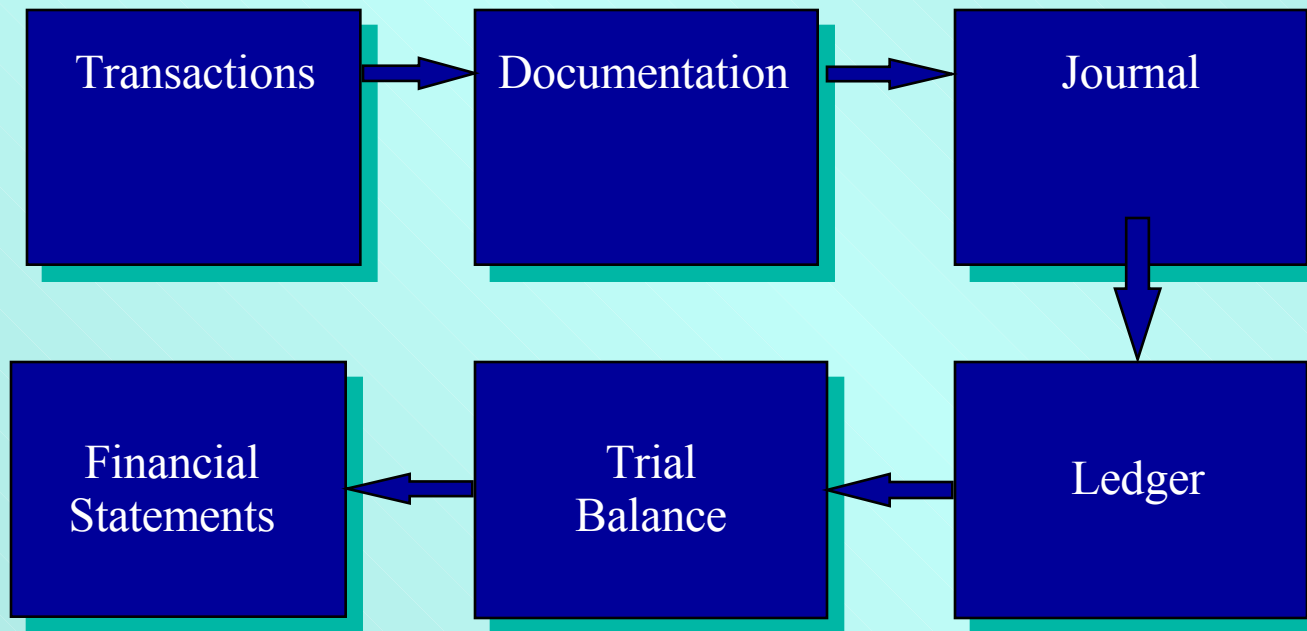 Transactions
Documentation
Journal
Financial
Statements
Trial
Balance
Ledger